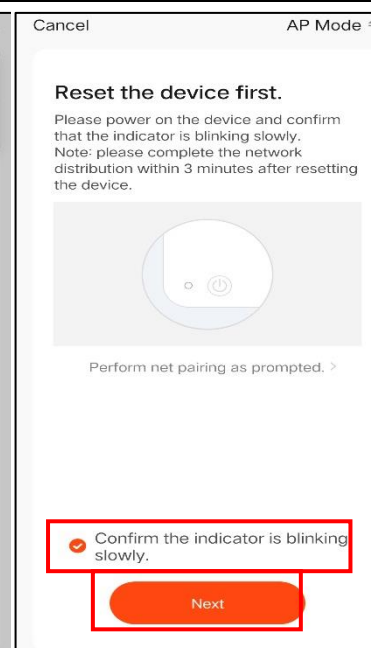 Cancel
AP Mode
Reset the device first.
Please power on the device and confirm
that the indicator is blinking slowly.
Note: please complete the network
distribution within 3 minutes after resetting
the device.
Perform net pairing as prompted. >
Confirm the indicator is blinking
slowly.
Next